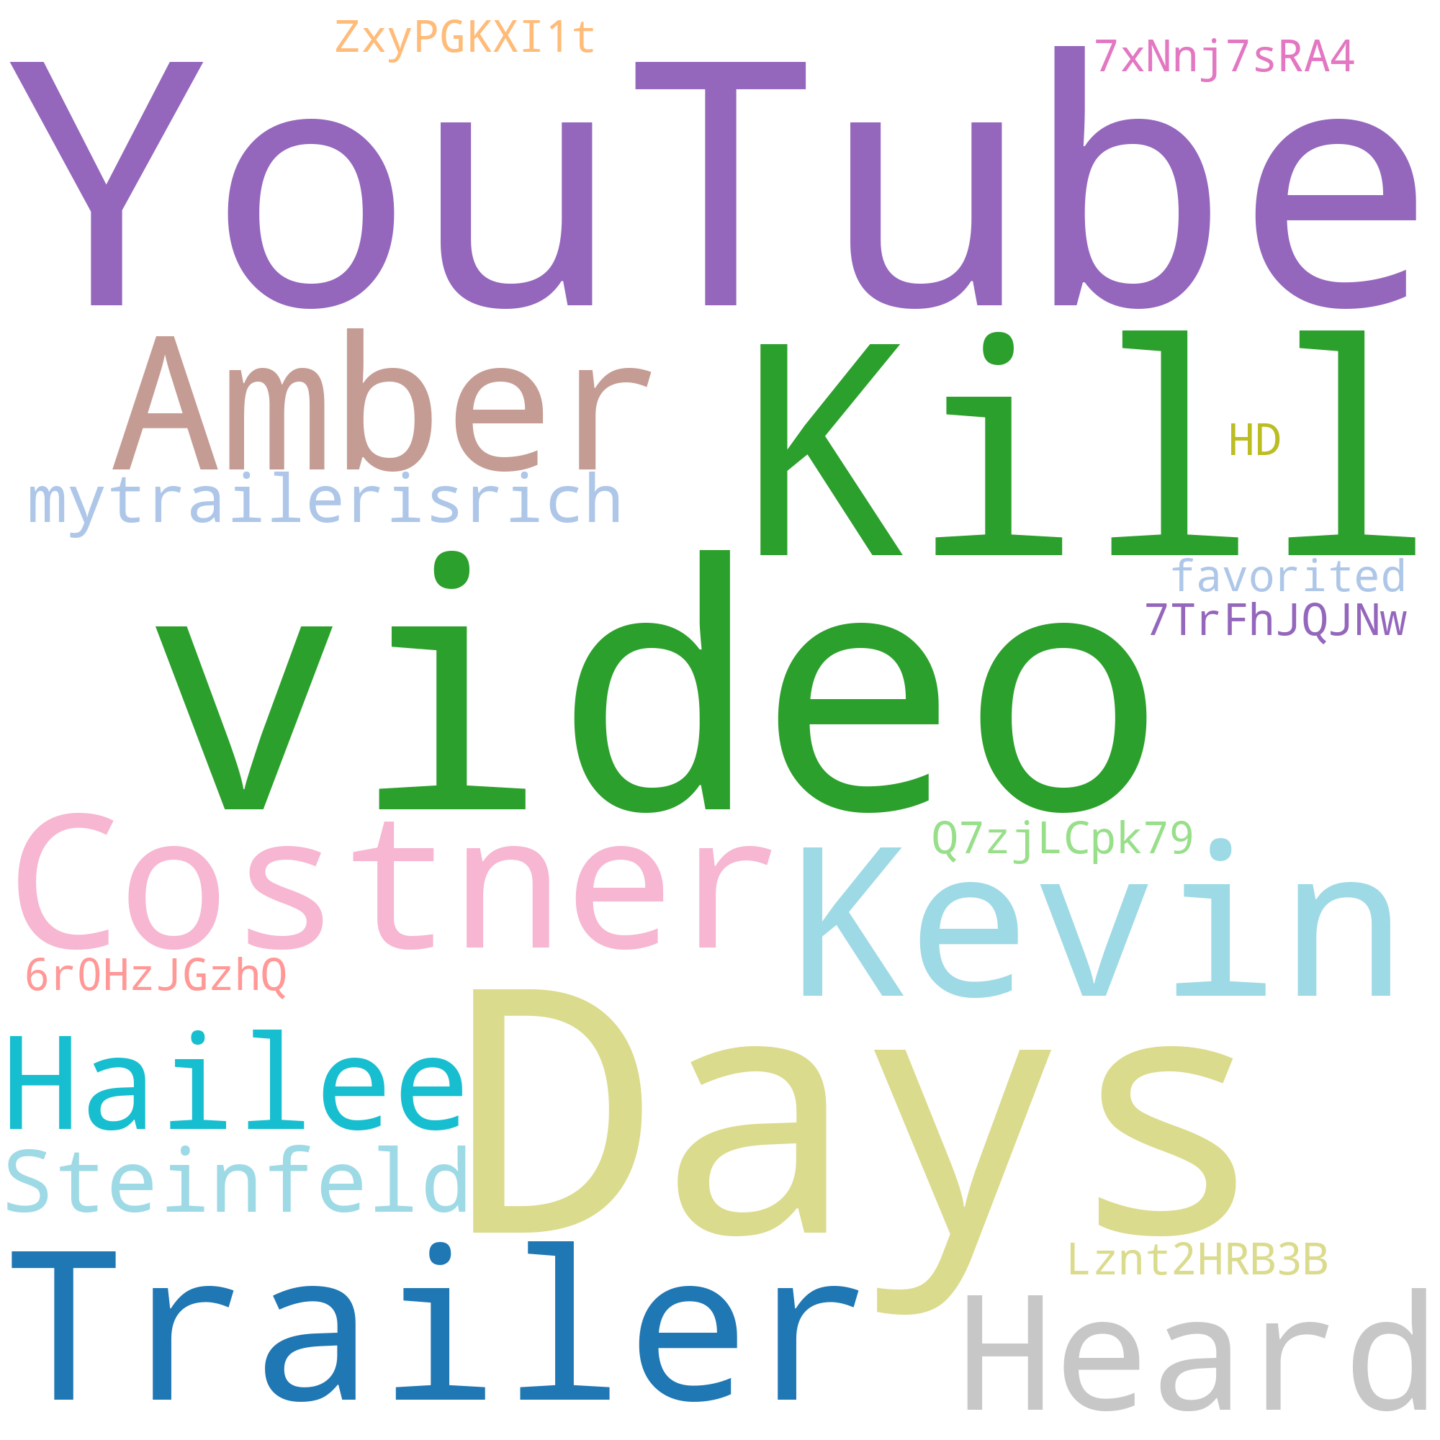 ZxyPGKXI1t
7xNnj7sRA4
YouTube
Amber
Kill
HD
mytrailerisrich
favorited
7TrFhJQJNw
video
Costner
Q7zjLCpk79
Kevin
6rOHzJGzhQ
Days
Hailee
Steinfeld
Trailer
Lznt2HRB3B
Heard